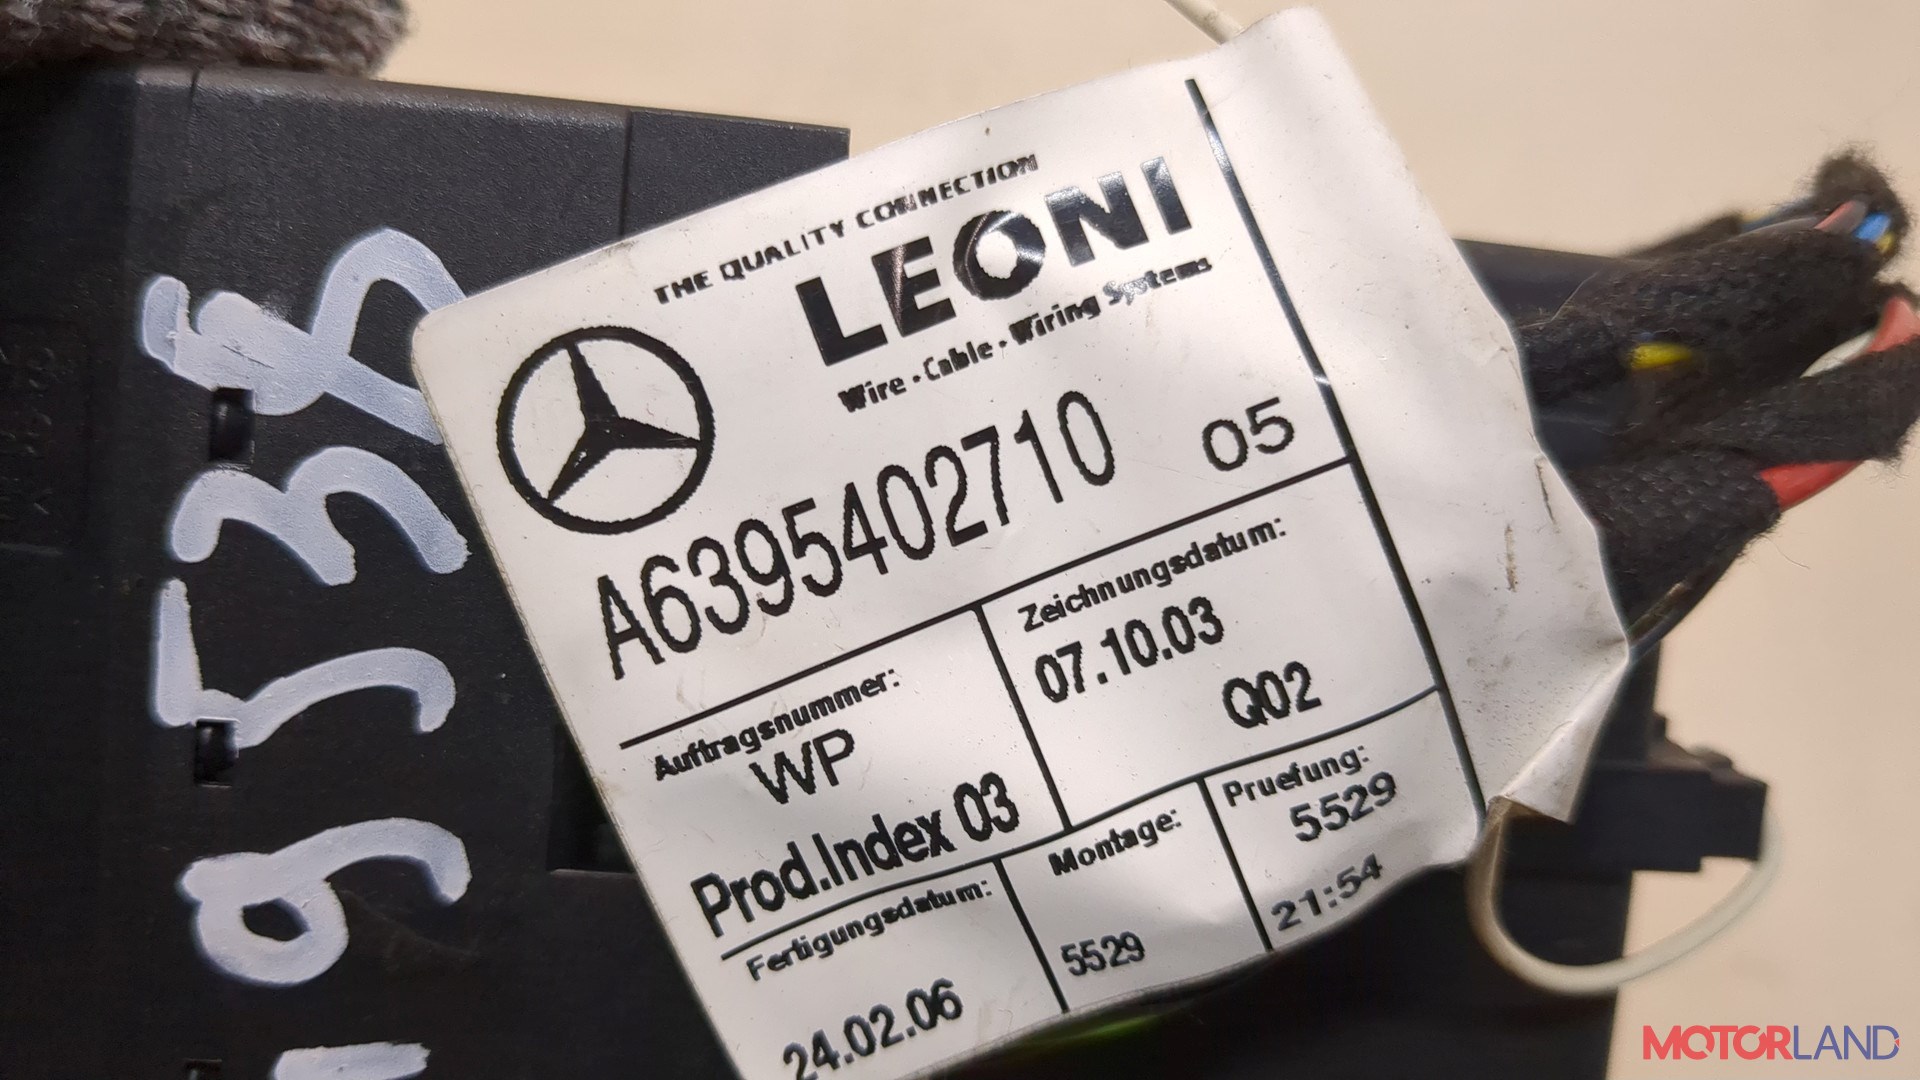 THE QUALITY CONNECTION
LEONI
Wire · Cable · Wiring Systems
A6395402710 05
Auftragsnummer:
WP
Prod.Index 03
Zeichnungsdatum:
07.10.03
Q02
Fertigungsdatum:
24.02.06
Montage:
5529
Pruefung:
5529
21:54
MOTORLAND